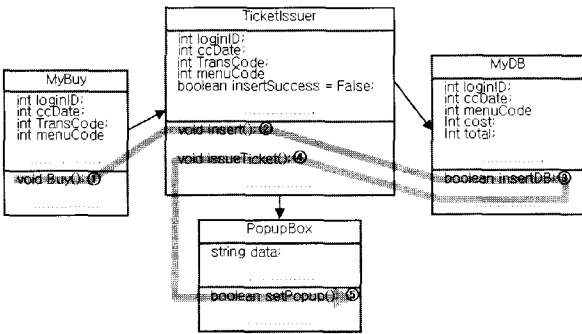 TicketIssuer
int loginID;
int ccDate;
int TransCode;
int menuCode
boolean insertSuccess = False;
............
void insert(); ②
void issueTicket(); ④
............
MyBuy
int loginID;
int ccDate;
int TransCode;
int menuCode
............
void Buy(); ①
............
MyDB
int loginID;
int ccDate;
int menuCode
Int cost;
Int total;
............
boolean insertDB; ③
............
PopupBox
string data;
............
boolean setPopup(); ⑤
............